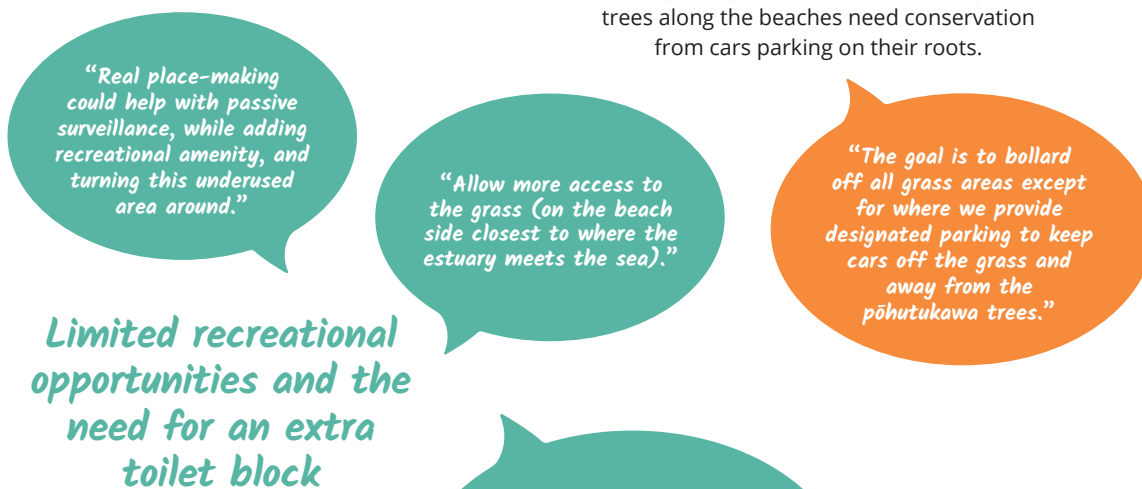 trees along the beaches need conservation
from cars parking on their roots.
“Real place-making
could help with passive
surveillance, while adding
recreational amenity, and
turning this underused
area around.”
“Allow more access to
the grass (on the beach
side closest to where the
estuary meets the sea).”
“The goal is to bollard
off all grass areas except
for where we provide
designated parking to keep
cars off the grass and
away from the
pōhutukawa trees.”
Limited recreational
opportunities and the
need for an extra
toilet block